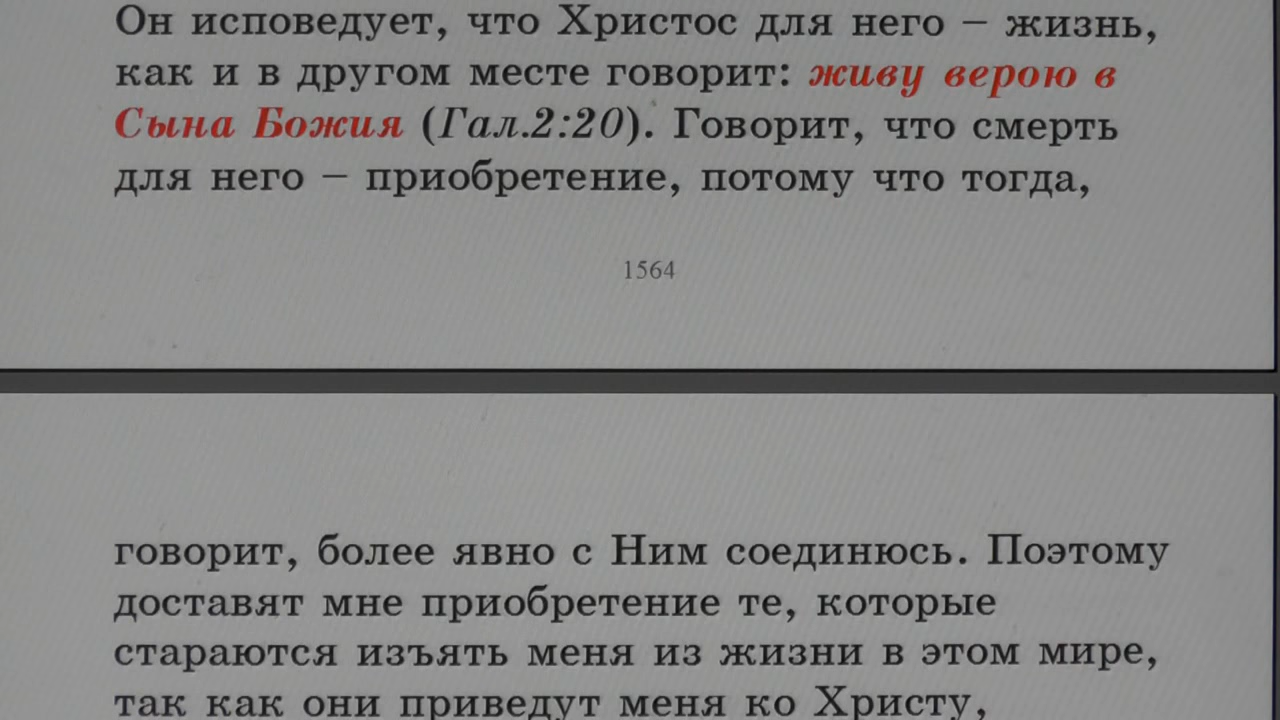 Он исповедует, что Христос для него – жизнь,
как и в другом месте говорит: живу верою в
Сына Божия (Гал.2:20). Говорит, что смерть
для него – приобретение, потому что тогда,
1564
говорит, более явно с Ним соединюсь. Поэтому
доставят мне приобретение те, которые
стараются изъять меня из жизни в этом мире,
так как они приведут меня ко Христу,